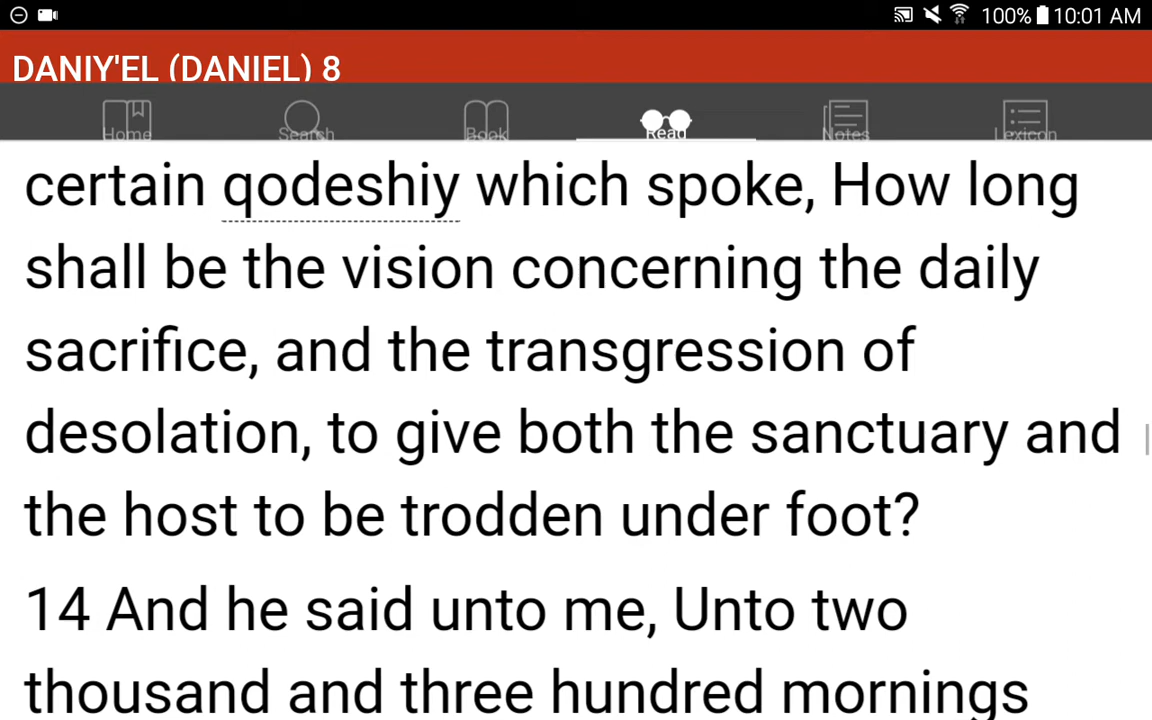 100% 10:01 AM
DANIY'EL (DANIEL) 8
Home Search Book Read Notes Lexicon
certain qodeshiy which spoke, How long
shall be the vision concerning the daily
sacrifice, and the transgression of
desolation, to give both the sanctuary and
the host to be trodden under foot?
14 And he said unto me, Unto two
thousand and three hundred mornings